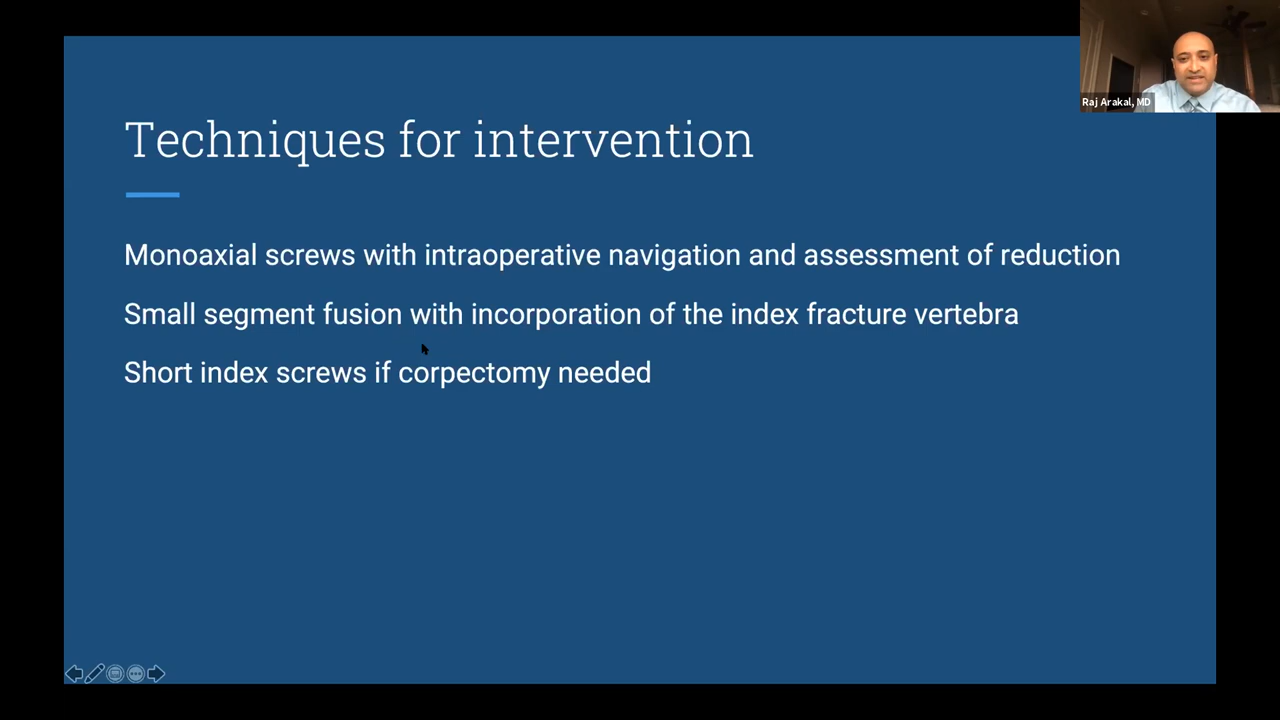 Raj Arakal, MD
Techniques for intervention
Monoaxial screws with intraoperative navigation and assessment of reduction
Small segment fusion with incorporation of the index fracture vertebra
Short index screws if corpectomy needed